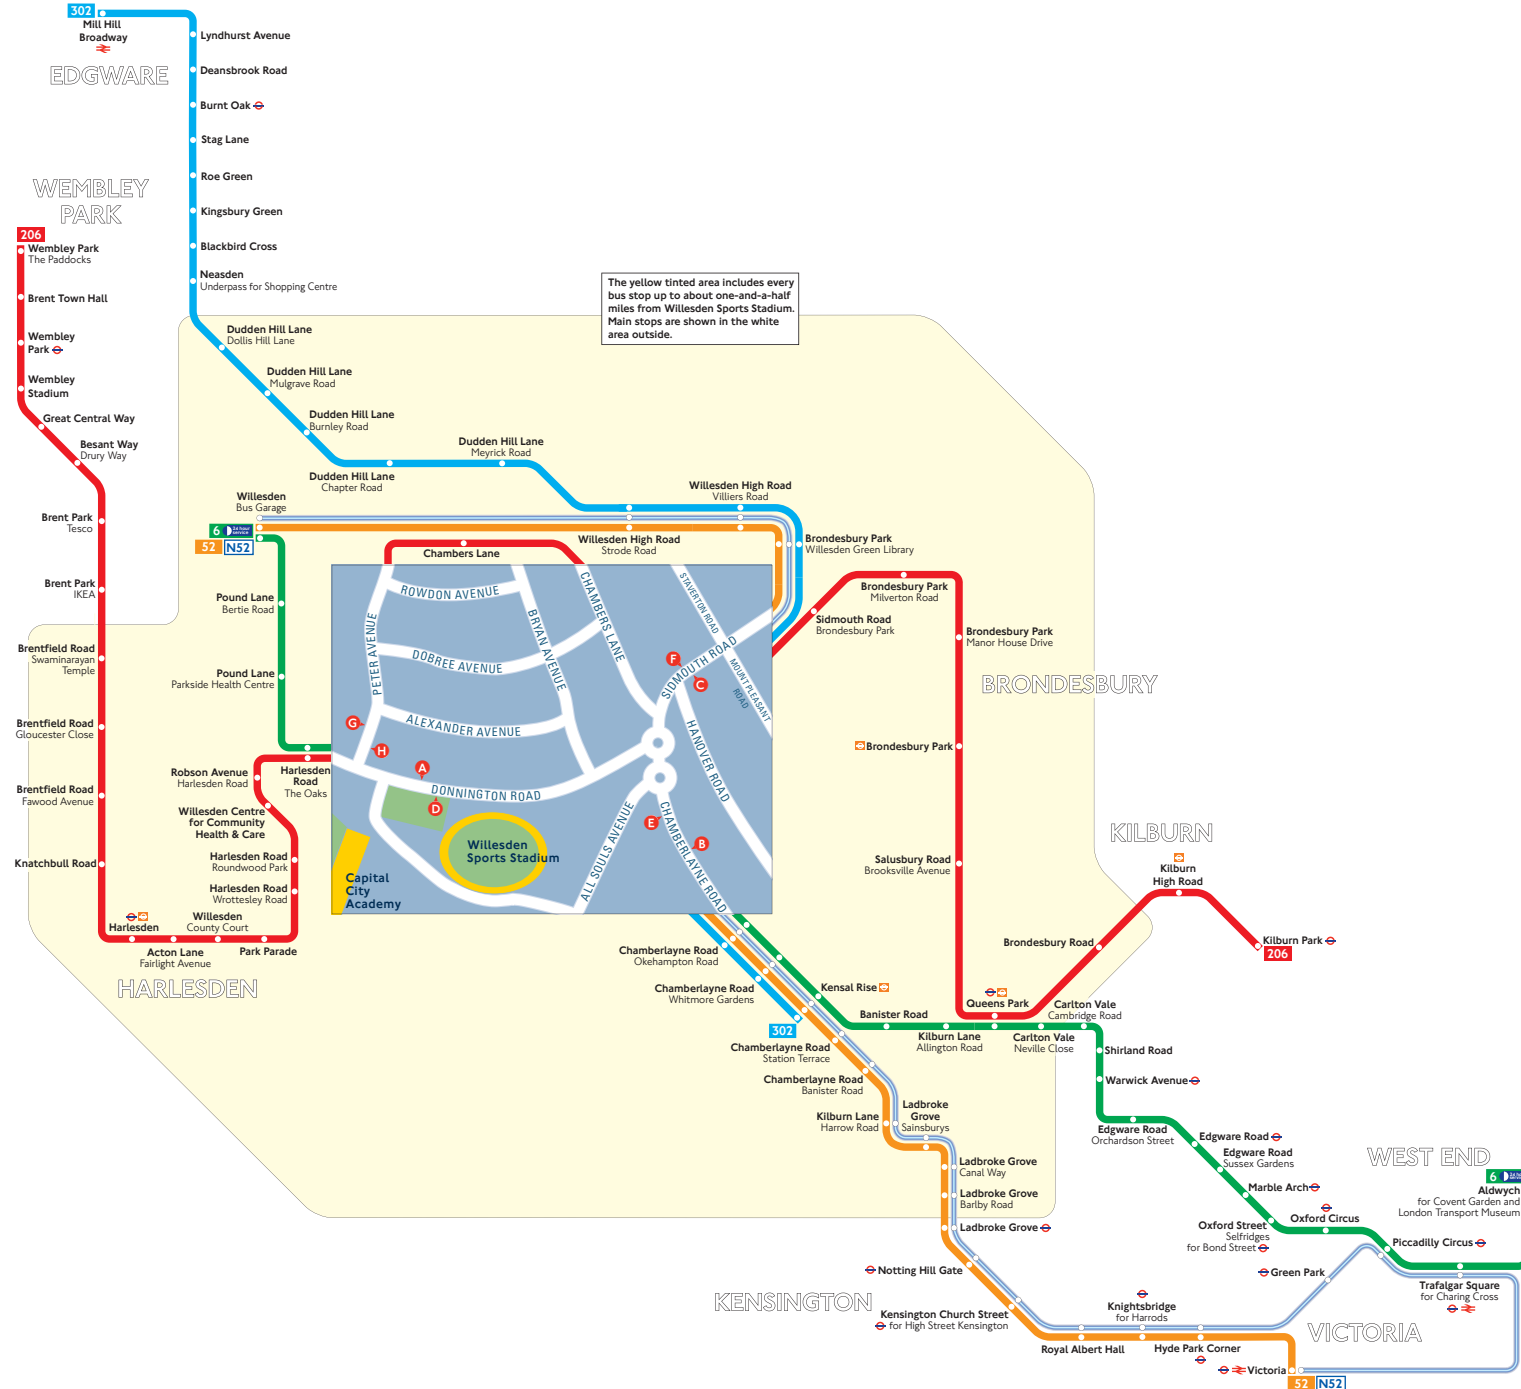 302
Mill Hill
Broadway
EDGWARE
Lyndhurst Avenue
Deansbrook Road
Burnt Oak
Stag Lane
Roe Green
Kingsbury Green
Blackbird Cross
Neasden
Underpass for Shopping Centre
WEMBLEY
PARK
206
Wembley Park
The Paddocks
Brent Town Hall
Wembley
Park
Wembley
Stadium
Great Central Way
Besant Way
Drury Way
Brent Park
Tesco
Brent Park
IKEA
Brentfield Road
Swaminarayan
Temple
Brentfield Road
Gloucester Close
Brentfield Road
Fawood Avenue
Knatchbull Road
Harlesden
Acton Lane
Fairlight Avenue
Willesden
County Court
Park Parade
HARLESDEN
The yellow tinted area includes every
bus stop up to about one-and-a-half
miles from Willesden Sports Stadium.
Main stops are shown in the white
area outside.
Dudden Hill Lane
Dollis Hill Lane
Dudden Hill Lane
Mulgrave Road
Dudden Hill Lane
Burnley Road
Dudden Hill Lane
Chapter Road
Dudden Hill Lane
Meyrick Road
Willesden High Road
Villiers Road
Willesden
Bus Garage
6
24 hour
service
52
N52
Chambers Lane
Willesden High Road
Strode Road
Brondesbury Park
Willesden Green Library
Pound Lane
Bertie Road
Pound Lane
Parkside Health Centre
Harlesden
Road
The Oaks
Robson Avenue
Harlesden Road
Willesden Centre
for Community
Health & Care
Harlesden Road
Roundwood Park
Harlesden Road
Wrottesley Road
ROWDON AVENUE
PETER AVENUE
DOBREE AVENUE
BRYAN AVENUE
CHAMBERS LANE
STAVERTON ROAD
SIDMOUTH ROAD
MOUNT PLEASANT
ROAD
HANOVER ROAD
ALEXANDER AVENUE
DONNINGTON ROAD
ALL SOULS AVENUE
CHAMBERLAYNE ROAD
F
C
G
H
A
D
E
B
Willesden
Sports Stadium
Capital
City
Academy
Sidmouth Road
Brondesbury Park
Brondesbury Park
Milverton Road
Brondesbury Park
Manor House Drive
BRONDESBURY
Brondesbury Park
Salusbury Road
Brooksville Avenue
KILBURN
Kilburn
High Road
Brondesbury Road
Kilburn Park
206
Queens Park
Chamberlayne Road
Okehampton Road
Chamberlayne Road
Whitmore Gardens
302
Kensal Rise
Chamberlayne Road
Station Terrace
Chamberlayne Road
Banister Road
Banister Road
Kilburn Lane
Allington Road
Carlton Vale
Neville Close
Carlton Vale
Cambridge Road
Shirland Road
Warwick Avenue
Edgware Road
Orchardson Street
Edgware Road
Edgware Road
Sussex Gardens
Marble Arch
Oxford Street
Selfridges
for Bond Street
Oxford Circus
WEST END
6
Aldwych
for Covent Garden and
London Transport Museum
Piccadilly Circus
Trafalgar Square
for Charing Cross
Green Park
Kilburn Lane
Harrow Road
Ladbroke
Grove
Sainsburys
Ladbroke Grove
Canal Way
Ladbroke Grove
Barlby Road
Ladbroke Grove
Notting Hill Gate
KENSINGTON
Kensington Church Street
for High Street Kensington
Royal Albert Hall
Knightsbridge
for Harrods
Hyde Park Corner
VICTORIA
Victoria
52
N52